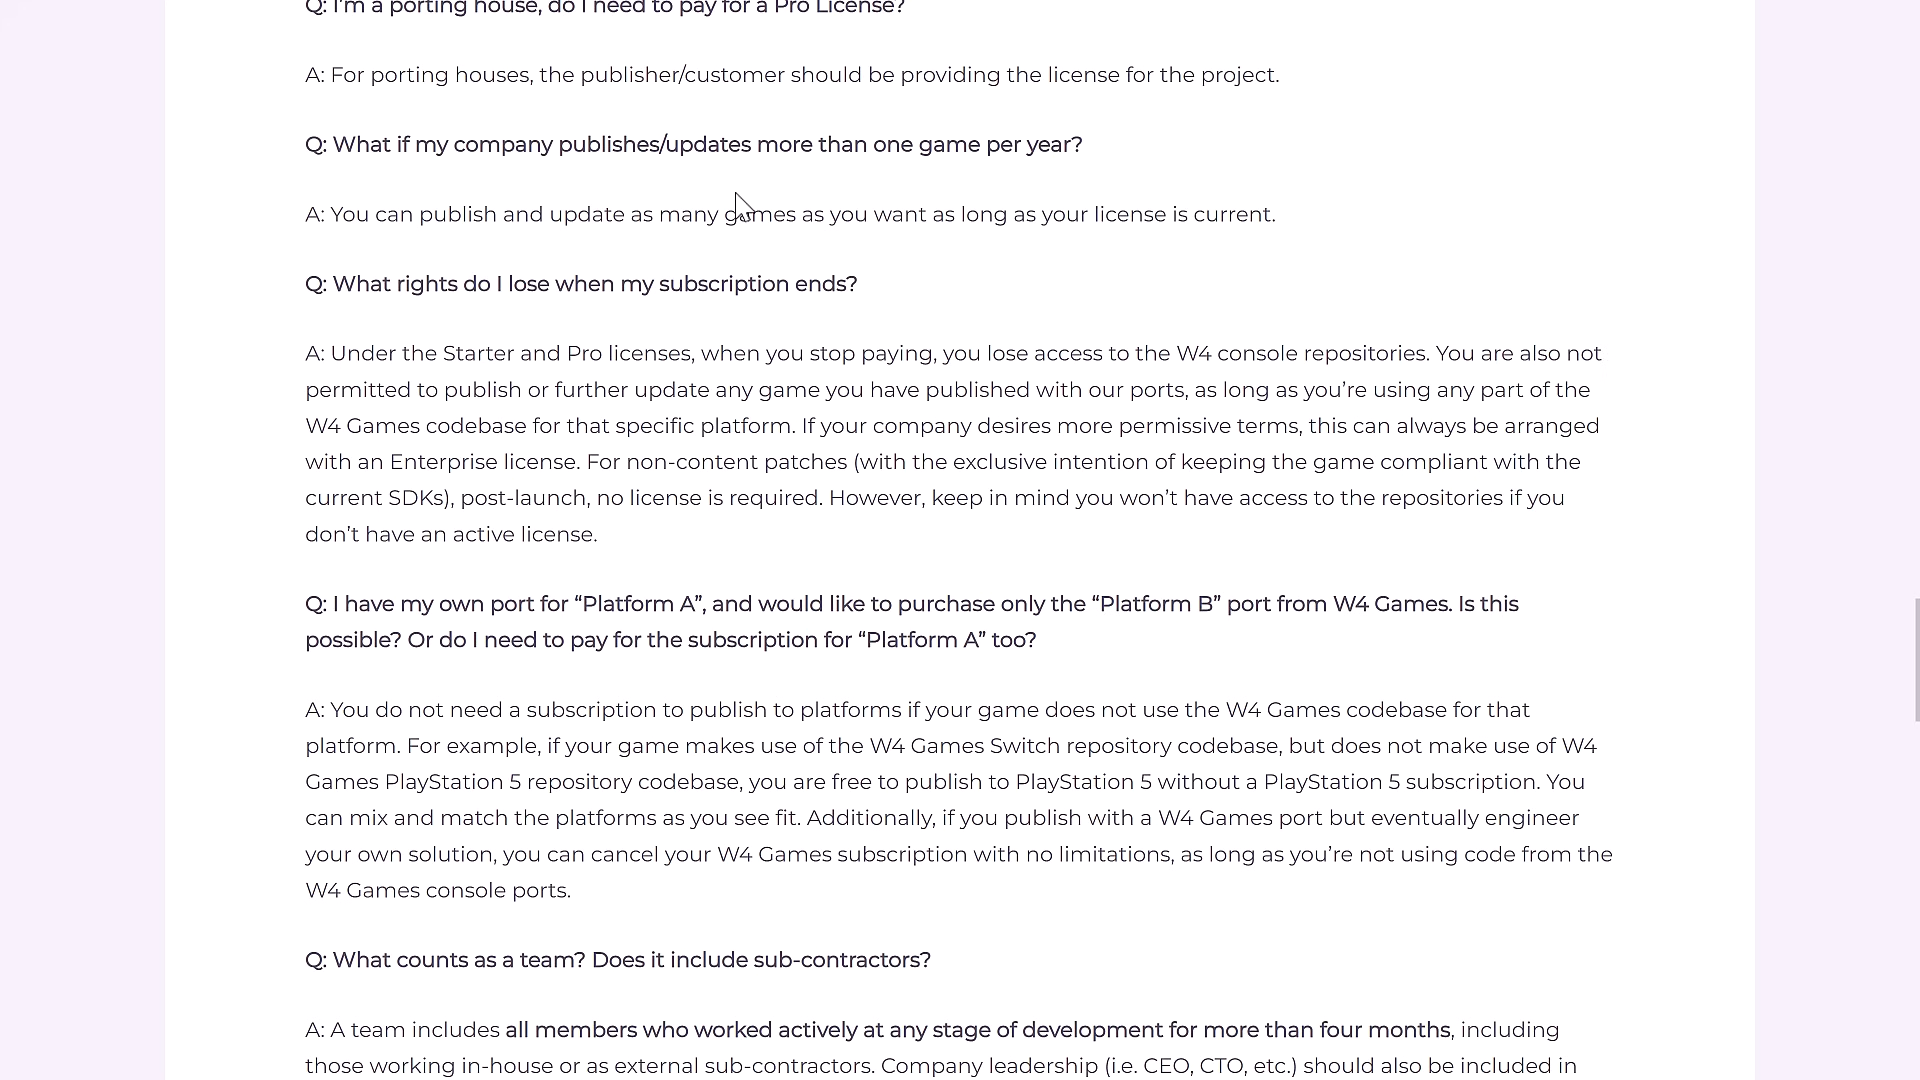 Q: I'm a porting house, do I need to pay for a Pro License?
A: For porting houses, the publisher/customer should be providing the license for the project.
Q: What if my company publishes/updates more than one game per year?
A: You can publish and update as many games as you want as long as your license is current.
Q: What rights do I lose when my subscription ends?
A: Under the Starter and Pro licenses, when you stop paying, you lose access to the W4 console repositories. You are also not
permitted to publish or further update any game you have published with our ports, as long as you’re using any part of the
W4 Games codebase for that specific platform. If your company desires more permissive terms, this can always be arranged
with an Enterprise license. For non-content patches (with the exclusive intention of keeping the game compliant with the
current SDKs), post-launch, no license is required. However, keep in mind you won’t have access to the repositories if you
don’t have an active license.
Q: I have my own port for “Platform A”, and would like to purchase only the “Platform B” port from W4 Games. Is this
possible? Or do I need to pay for the subscription for “Platform A” too?
A: You do not need a subscription to publish to platforms if your game does not use the W4 Games codebase for that
platform. For example, if your game makes use of the W4 Games Switch repository codebase, but does not make use of W4
Games PlayStation 5 repository codebase, you are free to publish to PlayStation 5 without a PlayStation 5 subscription. You
can mix and match the platforms as you see fit. Additionally, if you publish with a W4 Games port but eventually engineer
your own solution, you can cancel your W4 Games subscription with no limitations, as long as you’re not using code from the
W4 Games console ports.
Q: What counts as a team? Does it include sub-contractors?
A: A team includes all members who worked actively at any stage of development for more than four months, including
those working in-house or as external sub-contractors. Company leadership (i.e. CEO, CTO, etc.) should also be included in